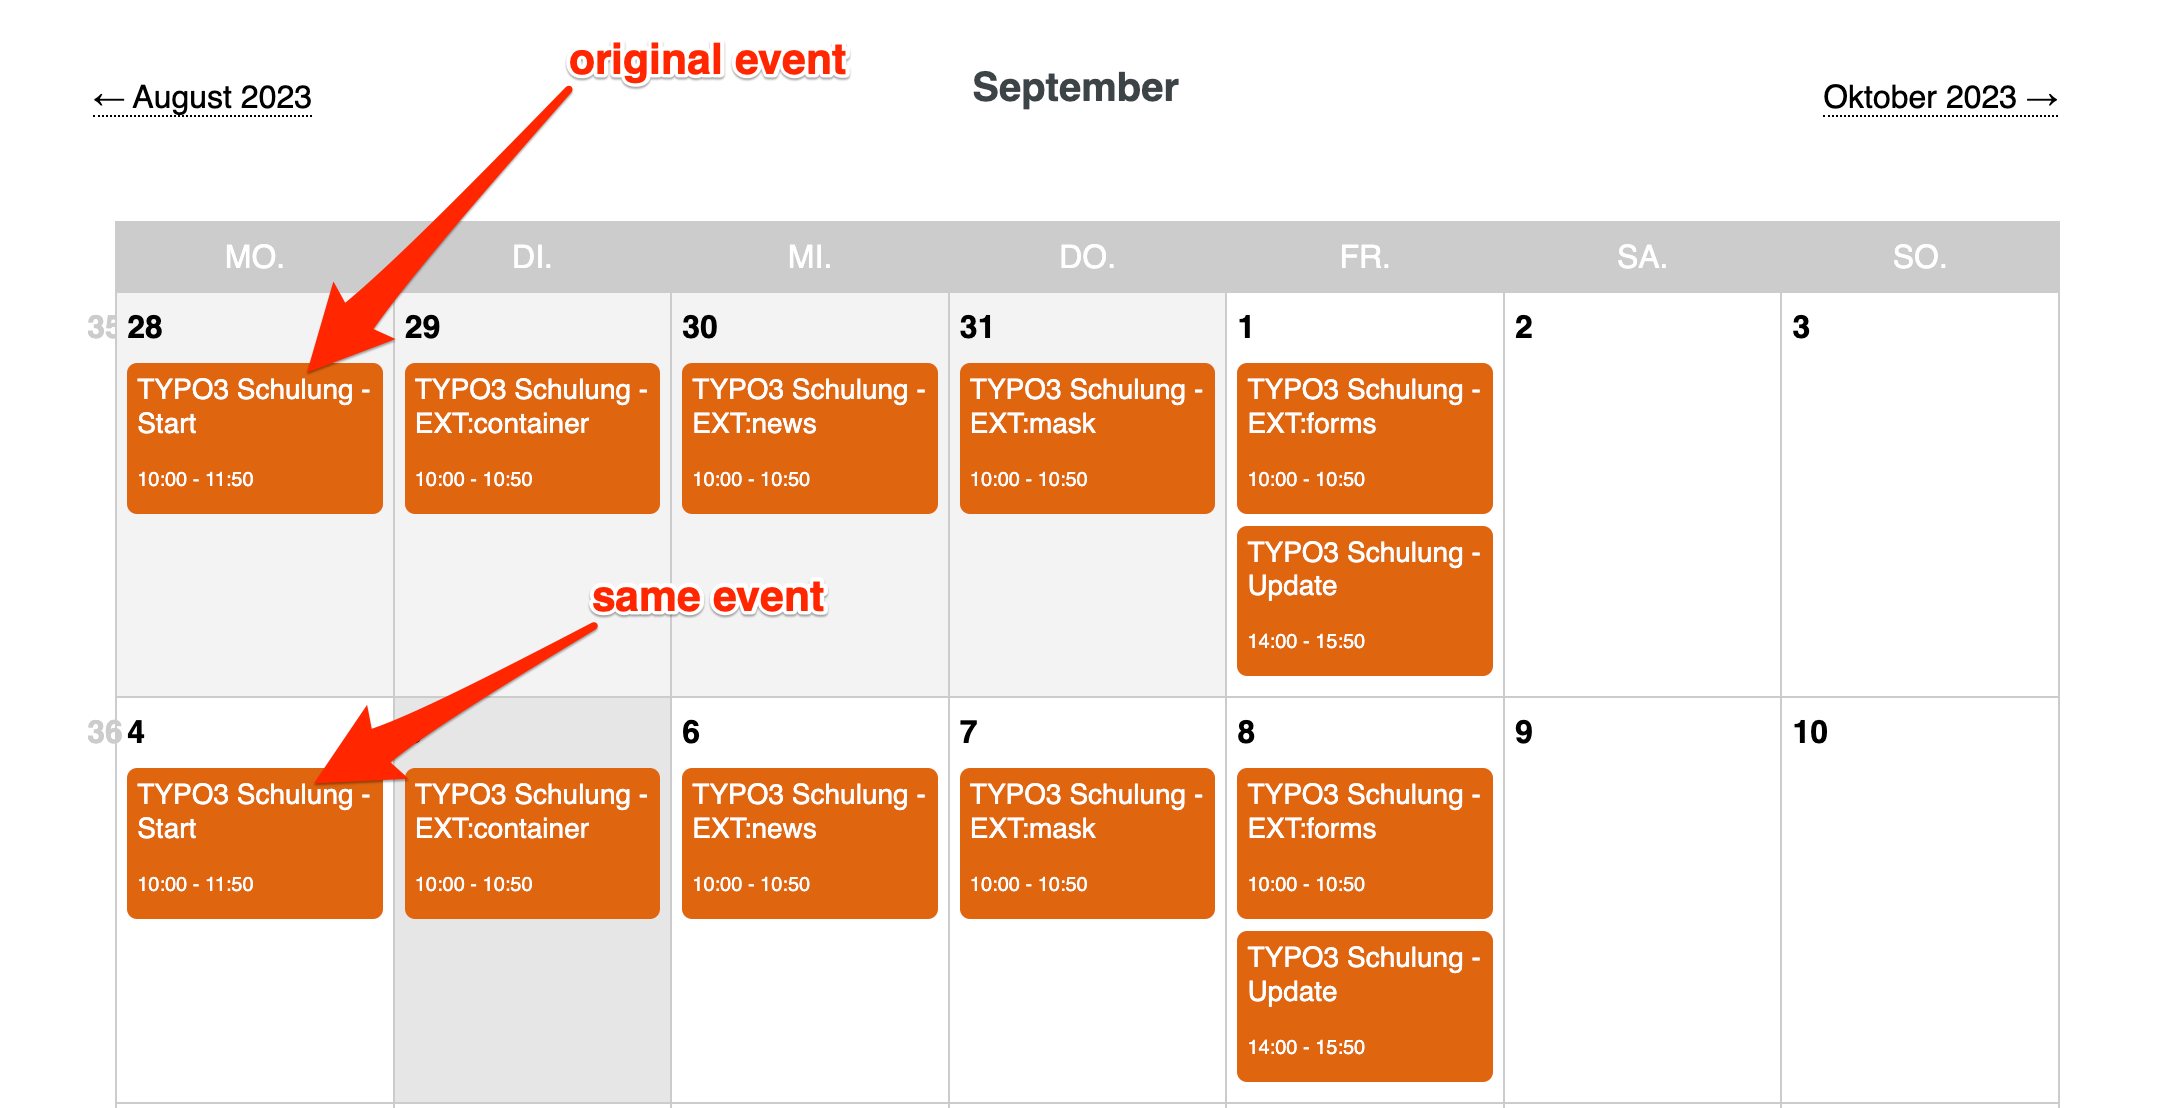 original event
← August 2023
September
Oktober 2023 →
MO. DI. MI. DO. FR. SA. SO.
35 28 29 30 31 1 2 3
TYPO3 Schulung - TYPO3 Schulung - TYPO3 Schulung - TYPO3 Schulung - TYPO3 Schulung -
Start EXT:container EXT:news EXT:mask EXT:forms
10:00 - 11:50 10:00 - 10:50 10:00 - 10:50 10:00 - 10:50 10:00 - 10:50
TYPO3 Schulung -
Update
14:00 - 15:50
same event
36 4 6 7 8 9 10
TYPO3 Schulung - TYPO3 Schulung - TYPO3 Schulung - TYPO3 Schulung - TYPO3 Schulung -
Start EXT:container EXT:news EXT:mask EXT:forms
10:00 - 11:50 10:00 - 10:50 10:00 - 10:50 10:00 - 10:50 10:00 - 10:50
TYPO3 Schulung -
Update
14:00 - 15:50